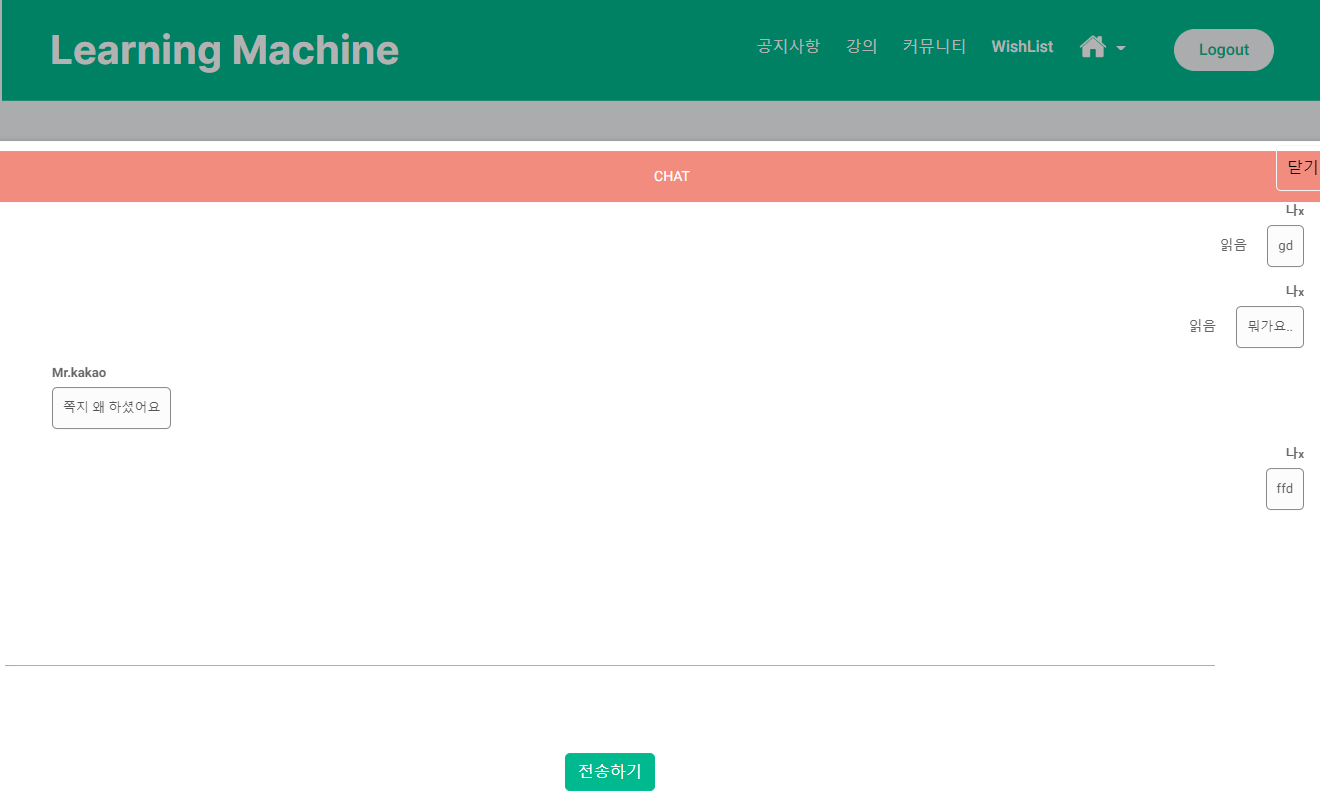 Learning Machine
공지사항 강의 커뮤니티 WishList Logout
CHAT
닫기
나x
읽음 gd
나x
읽음 뭐가요..
Mr.kakao
쪽지 왜 하셨어요
나x
ffd
전송하기